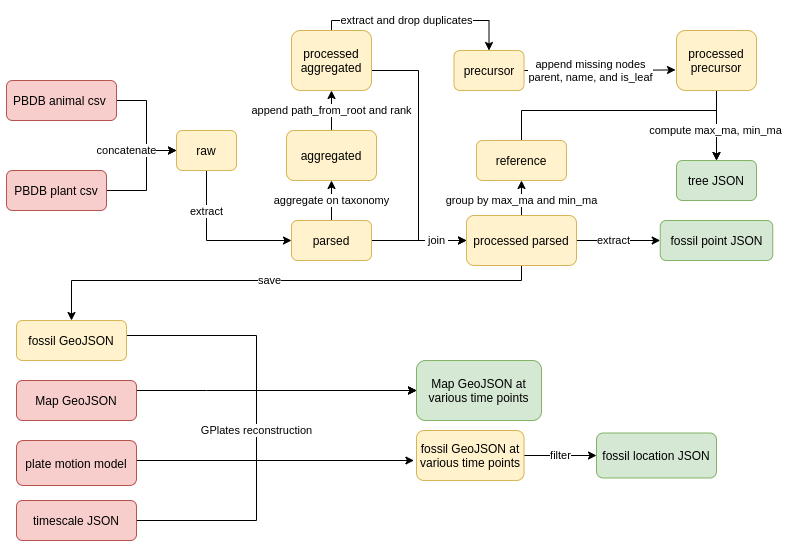 extract and drop duplicates
processed
aggregated
precursor
append missing nodes
parent, name, and is_leaf
processed
precursor
PBDB animal csv
append path_from_root and rank
concatenate
raw
aggregated
reference
compute max_ma, min_ma
tree JSON
PBDB plant csv
extract
aggregate on taxonomy
group by max_ma and min_ma
parsed
join
processed parsed
extract
fossil point JSON
save
fossil GeoJSON
Map GeoJSON
Map GeoJSON at
various time points
GPlates reconstruction
plate motion model
fossil GeoJSON at
various time points
filter
fossil location JSON
timescale JSON